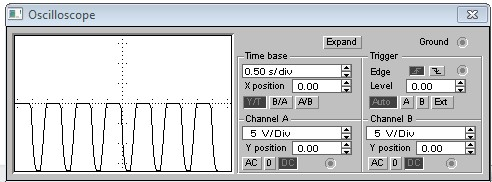 Oscilloscope
Expand Ground
Time base
0.50 s/div
X position 0.00
Y/T B/A A/B
Trigger
Edge
Level 0.00
Auto A B Ext
Channel A
5 V/Div
Y position 0.00
AC 0 DC
Channel B
5 V/Div
Y position 0.00
AC 0 DC